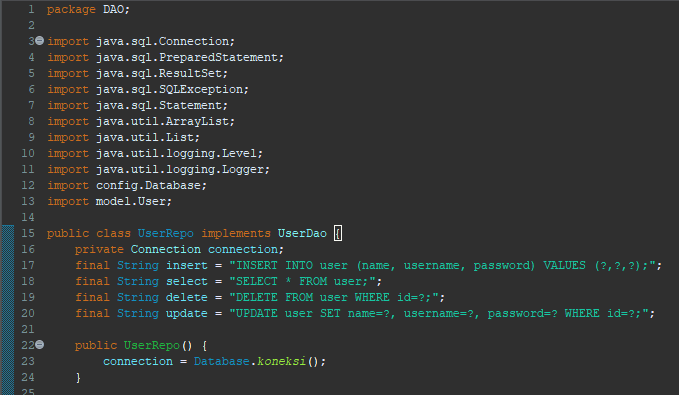 1 package DAO;
2
3 import java.sql.Connection;
4 import java.sql.PreparedStatement;
5 import java.sql.ResultSet;
6 import java.sql.SQLException;
7 import java.sql.Statement;
8 import java.util.ArrayList;
9 import java.util.List;
10 import java.util.logging.Level;
11 import java.util.logging.Logger;
12 import config.Database;
13 import model.User;
14
15 public class UserRepo implements UserDao {
16     private Connection connection;
17     final String insert = "INSERT INTO user (name, username, password) VALUES (?,?,?);";
18     final String select = "SELECT * FROM user;";
19     final String delete = "DELETE FROM user WHERE id=?;";
20     final String update = "UPDATE user SET name=?, username=?, password=? WHERE id=?;";
21
22     public UserRepo() {
23         connection = Database.koneksi();
24     }
25